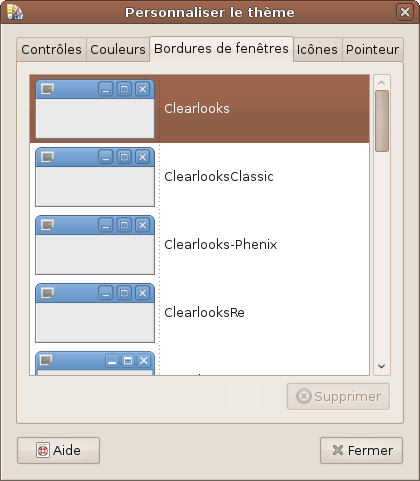 Personnaliser le thème
Contrôles Couleurs Bordures de fenêtres Icônes Pointeur
Clearlooks
ClearlooksClassic
Clearlooks-Phenix
ClearlooksRe
Supprimer
Aide Fermer